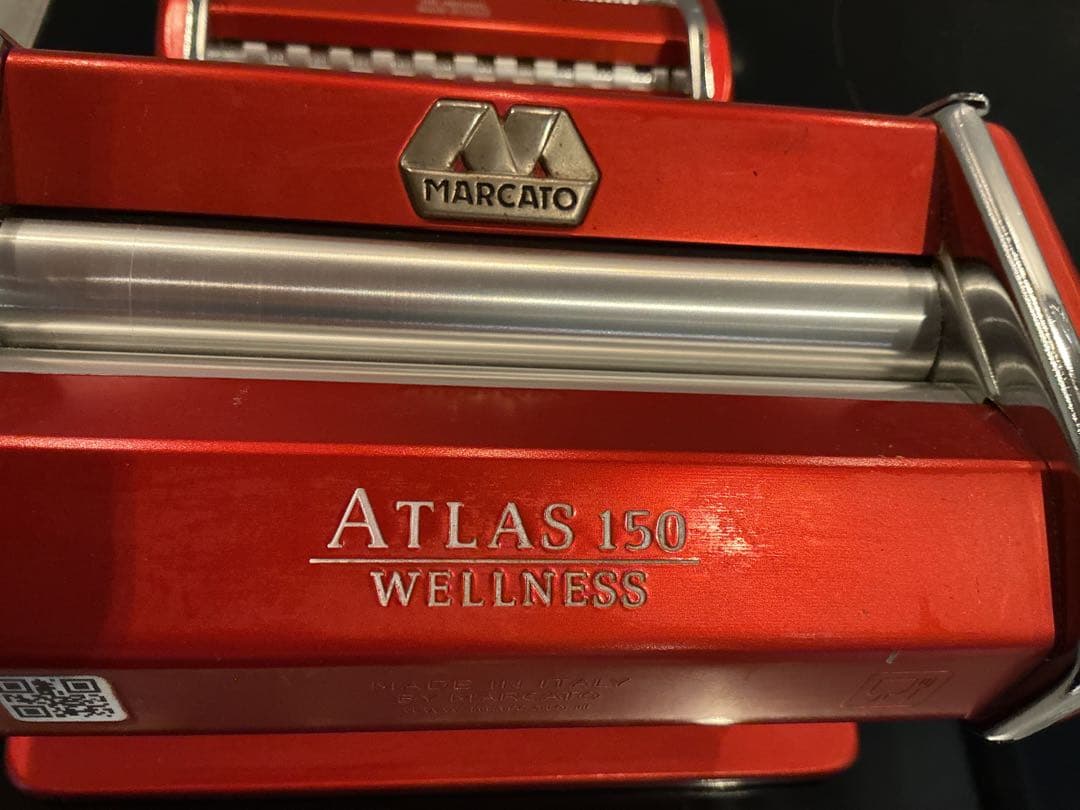 MARCATO
ATLAS 150
WELLNESS
MADE IN ITALY
BY MARCATO